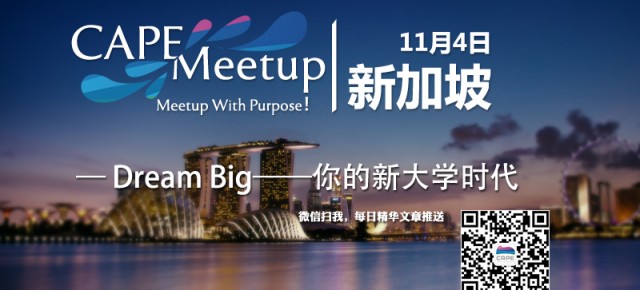 CAPE
Meetup
Meetup With Purpose!
11月4日
新加坡
— Dream Big——你的新大学时代
微信扫我，每日精华文章推送
CAPE